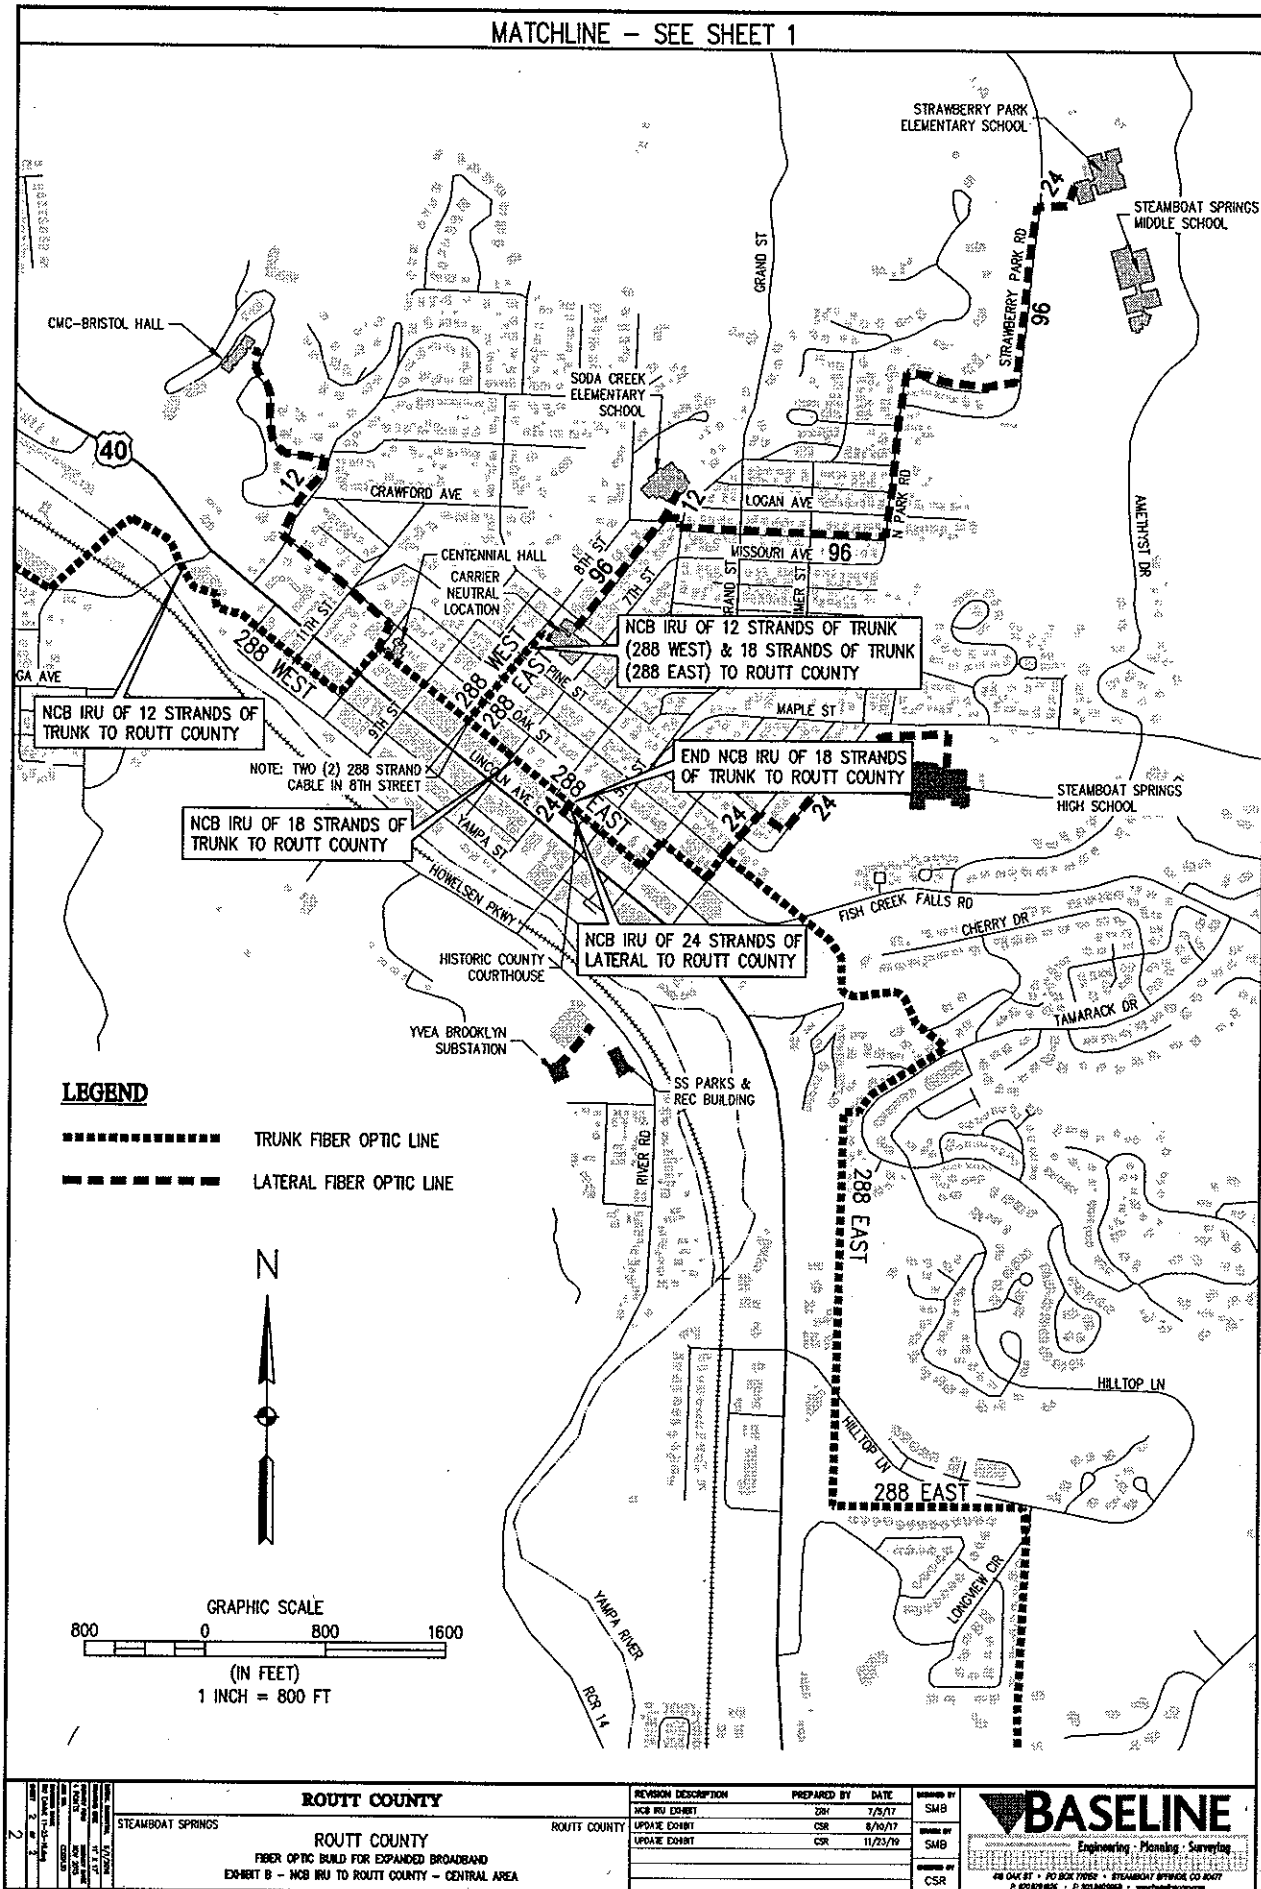 MATCHLINE – SEE SHEET 1
STRAWBERRY PARK
ELEMENTARY SCHOOL
24
STEAMBOAT SPRINGS
MIDDLE SCHOOL
GRAND ST
STRAWBERRY PARK RD
96
CMC-BRISTOL HALL
SODA CREEK
ELEMENTARY
SCHOOL
40
12
CRAWFORD AVE
12
LOGAN AVE
N PARK RD
AMETHYST DR
CENTENNIAL HALL
8TH ST
96
MISSOURI AVE
96
CARRIER
NEUTRAL
LOCATION
7TH ST
11TH ST
NCB IRU OF 12 STRANDS OF TRUNK
(288 WEST) & 18 STRANDS OF TRUNK
(288 EAST) TO ROUTT COUNTY
288 WEST
288 WEST
288 EAST
PINE ST
GA AVE
NCB IRU OF 12 STRANDS OF
TRUNK TO ROUTT COUNTY
9TH ST
OAK ST
MAPLE ST
NOTE: TWO (2) 288 STRAND
CABLE IN 8TH STREET
LINCOLN AVE
288 EAST
END NCB IRU OF 18 STRANDS
OF TRUNK TO ROUTT COUNTY
STEAMBOAT SPRINGS
HIGH SCHOOL
24
24
24
NCB IRU OF 18 STRANDS OF
TRUNK TO ROUTT COUNTY
YAMPA ST
HOWELSEN PKWY
FISH CREEK FALLS RD
CHERRY DR
NCB IRU OF 24 STRANDS OF
LATERAL TO ROUTT COUNTY
HISTORIC COUNTY
COURTHOUSE
TAMARACK DR
YVEA BROOKLYN
SUBSTATION
SS PARKS &
REC BUILDING
LEGEND
TRUNK FIBER OPTIC LINE
LATERAL FIBER OPTIC LINE
RIVER RD
288 EAST
N
HILLTOP LN
HILLTOP LN
288 EAST
LONGVIEW CIR
YAMPA RIVER
RCR 14
GRAPHIC SCALE
800 0 800 1600
(IN FEET)
1 INCH = 800 FT
ROUTT COUNTY
STEAMBOAT SPRINGS
ROUTT COUNTY
ROUTT COUNTY
FIBER OPTIC BUILD FOR EXPANDED BROADBAND
EXHIBIT B – NCB IRU TO ROUTT COUNTY – CENTRAL AREA
REVISION DESCRIPTION PREPARED BY DATE
NCB IRU EXHIBIT ZRH 7/5/17
UPDATE EXHIBIT CSR 8/10/17
UPDATE EXHIBIT CSR 11/23/19
DESIGNED BY
SMB
DRAWN BY
SMB
CHECKED BY
CSR
BASELINE
Engineering · Planning · Surveying
2